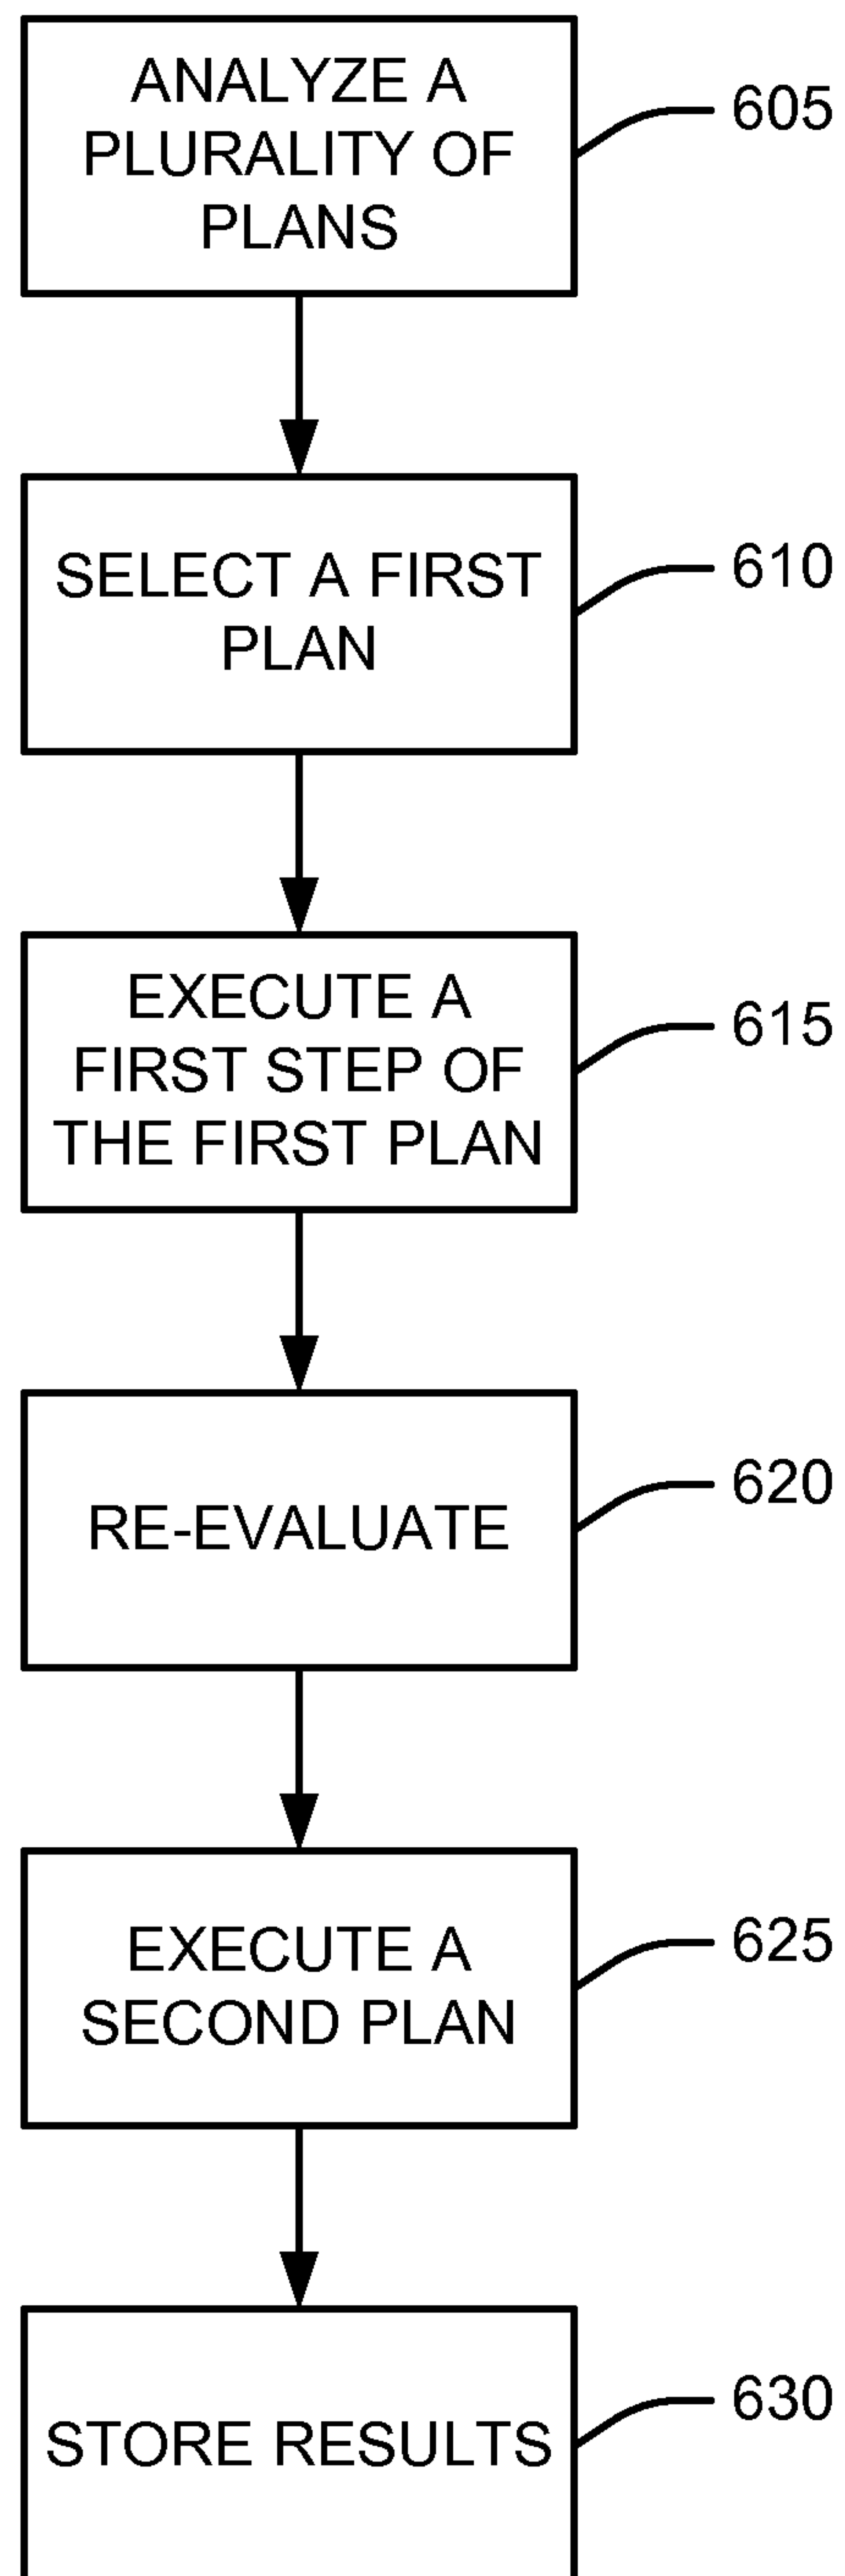 ANALYZE A
PLURALITY OF
PLANS
605
SELECT A FIRST
PLAN
610
EXECUTE A
FIRST STEP OF
THE FIRST PLAN
615
RE-EVALUATE
620
EXECUTE A
SECOND PLAN
625
STORE RESULTS
630